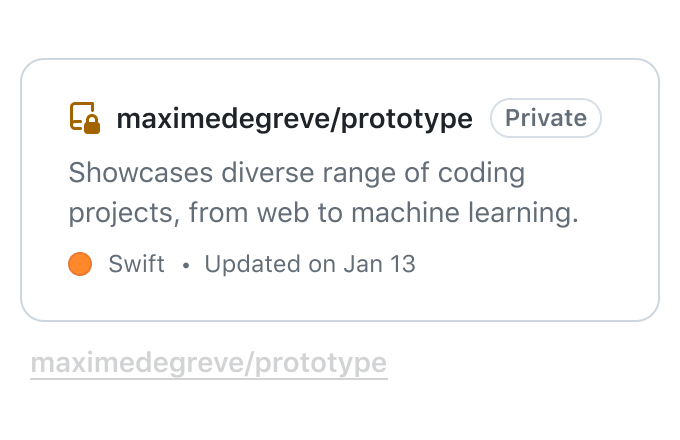 maximedegreve/prototype Private
Showcases diverse range of coding
projects, from web to machine learning.
Swift • Updated on Jan 13
maximedegreve/prototype